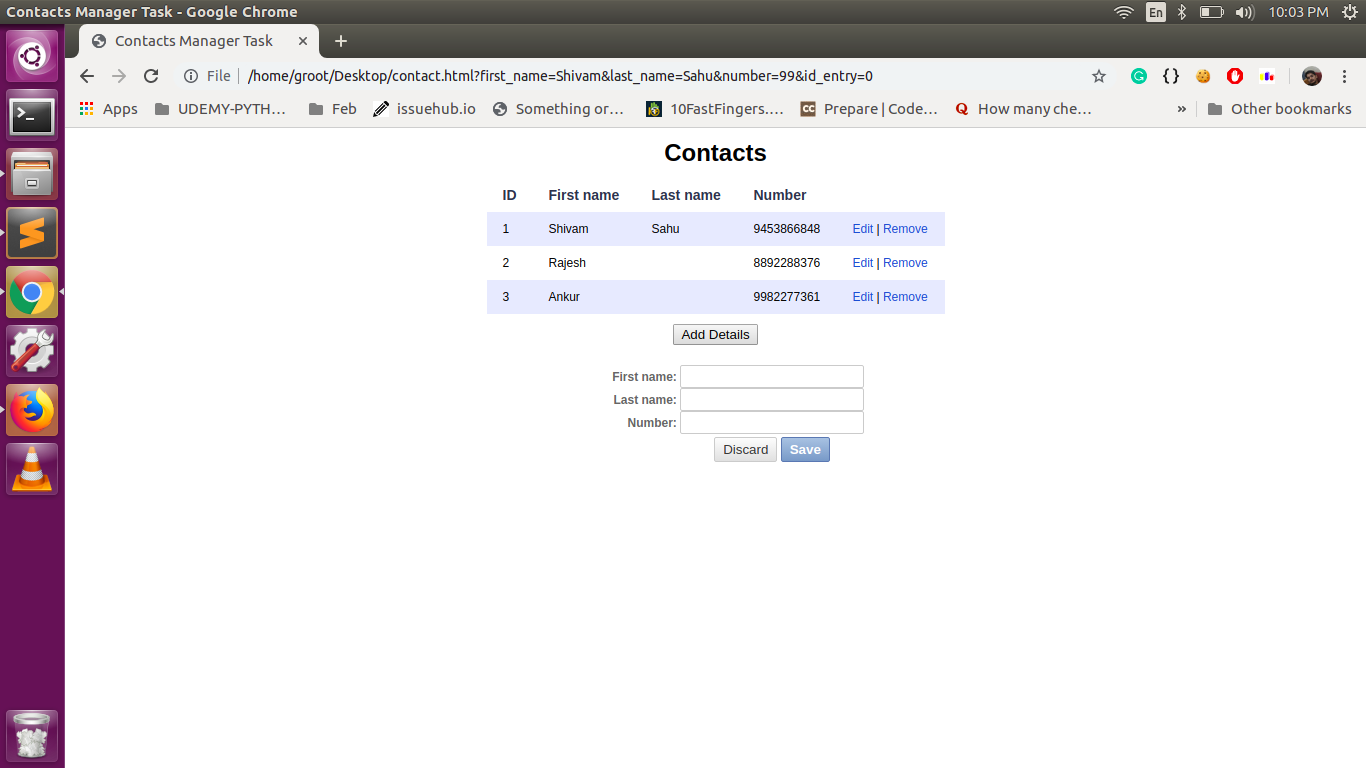 Contacts Manager Task - Google Chrome
En
10:03 PM
Contacts Manager Task
File
/home/groot/Desktop/contact.html?first_name=Shivam&last_name=Sahu&number=99&id_entry=0
Apps UDEMY-PYTH... Feb issuehub.io Something or... 10FastFingers.... CC Prepare | Code... Q How many che... » Other bookmarks
Contacts
ID First name Last name Number
1 Shivam Sahu 9453866848 Edit | Remove
2 Rajesh 8892288376 Edit | Remove
3 Ankur 9982277361 Edit | Remove
Add Details
First name:
Last name:
Number:
Discard Save